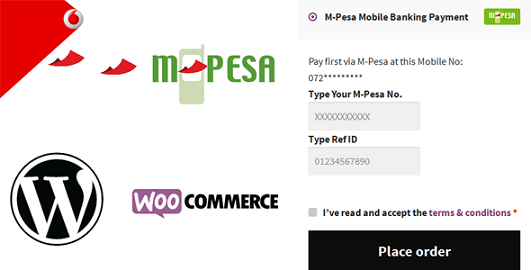 M-PESA
W
WOO COMMERCE
M-Pesa Mobile Banking Payment
M-PESA
Pay first via M-Pesa at this Mobile No:
072*********
Type Your M-Pesa No.
XXXXXXXXXXX
Type Ref ID
01234567890
I've read and accept the terms & conditions *
Place order